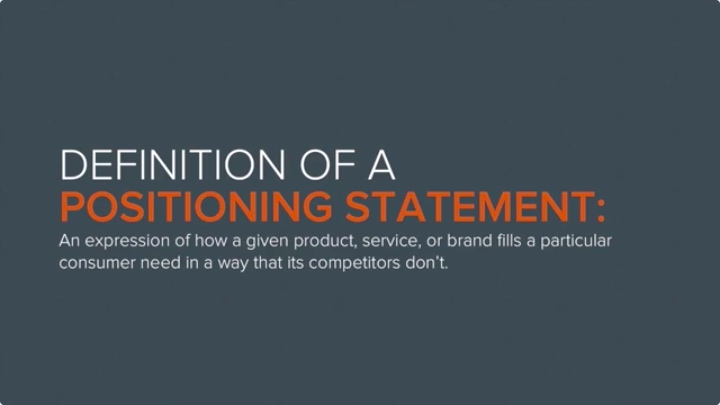 DEFINITION OF A
POSITIONING STATEMENT:
An expression of how a given product, service, or brand fills a particular
consumer need in a way that its competitors don't.